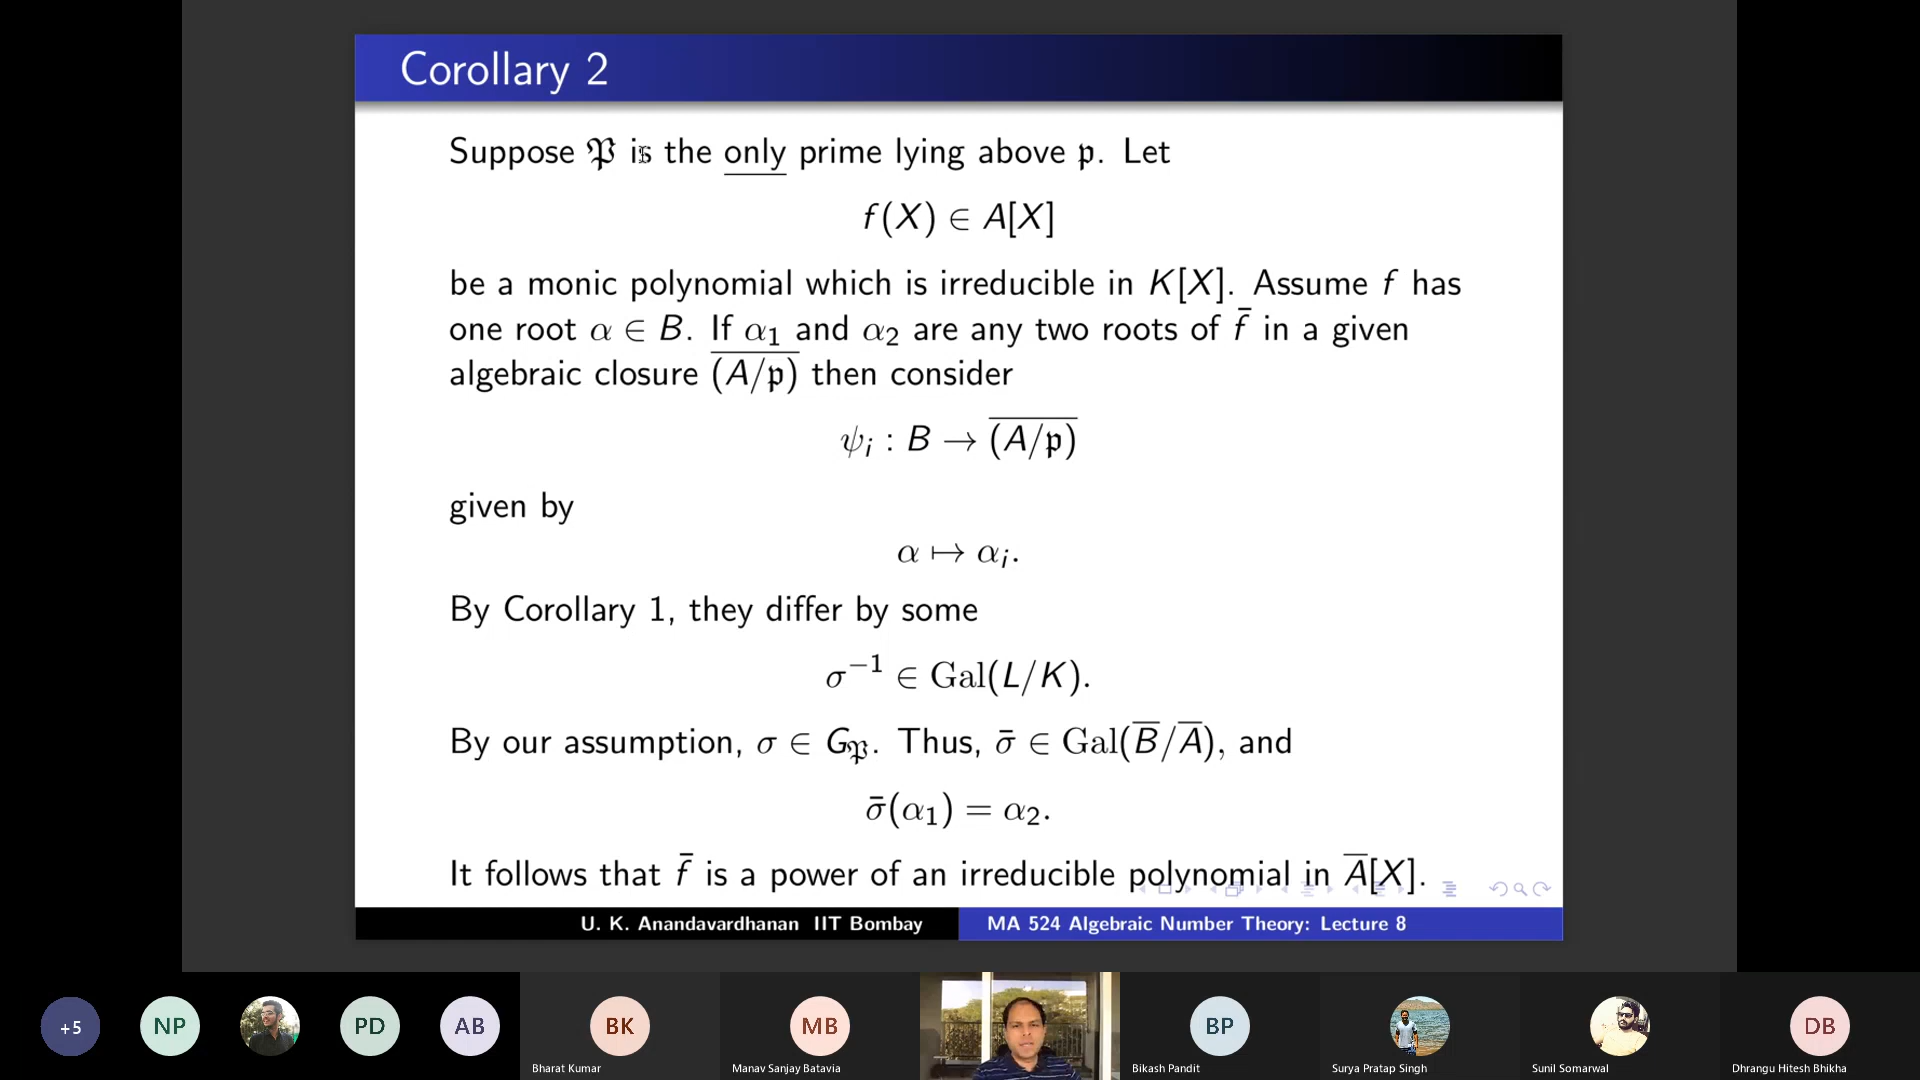 Corollary 2
Suppose 𝔓 is the only prime lying above 𝔭. Let
f(X) ∈ A[X]
be a monic polynomial which is irreducible in K[X]. Assume f has
one root α ∈ B. If α₁ and α₂ are any two roots of f̄ in a given
algebraic closure \overline{(A/𝔭)} then consider
ψᵢ : B → \overline{(A/𝔭)}
given by
α ↦ αᵢ.
By Corollary 1, they differ by some
σ⁻¹ ∈ Gal(L/K).
By our assumption, σ ∈ G_𝔓. Thus, σ̄ ∈ Gal(B̅/A̅), and
σ̄(α₁) = α₂.
It follows that f̄ is a power of an irreducible polynomial in A̅[X].
U. K. Anandavardhanan IIT Bombay MA 524 Algebraic Number Theory: Lecture 8
+5 NP PD AB BK MB BP DB
Bharat Kumar Manav Sanjay Batavia Bikash Pandit Surya Pratap Singh Sunil Somarwal Dhrangu Hitesh Bhikha